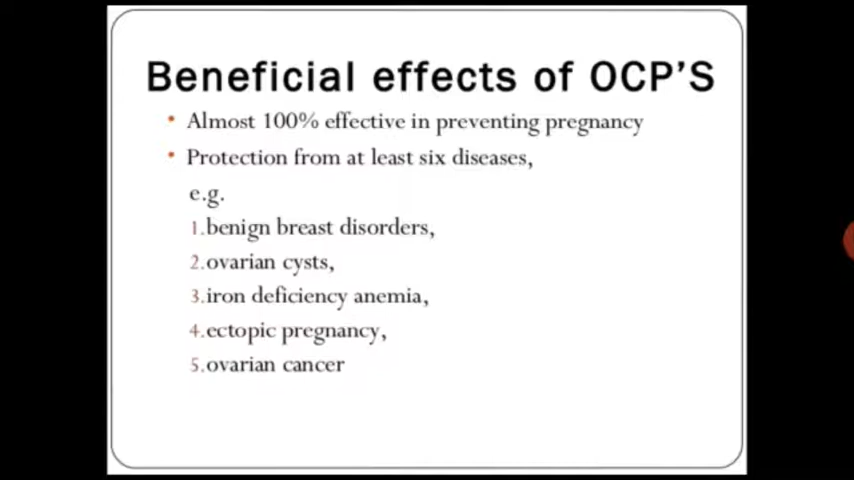 Beneficial effects of OCP'S
• Almost 100% effective in preventing pregnancy
• Protection from at least six diseases,
e.g.
1.benign breast disorders,
2.ovarian cysts,
3.iron deficiency anemia,
4.ectopic pregnancy,
5.ovarian cancer